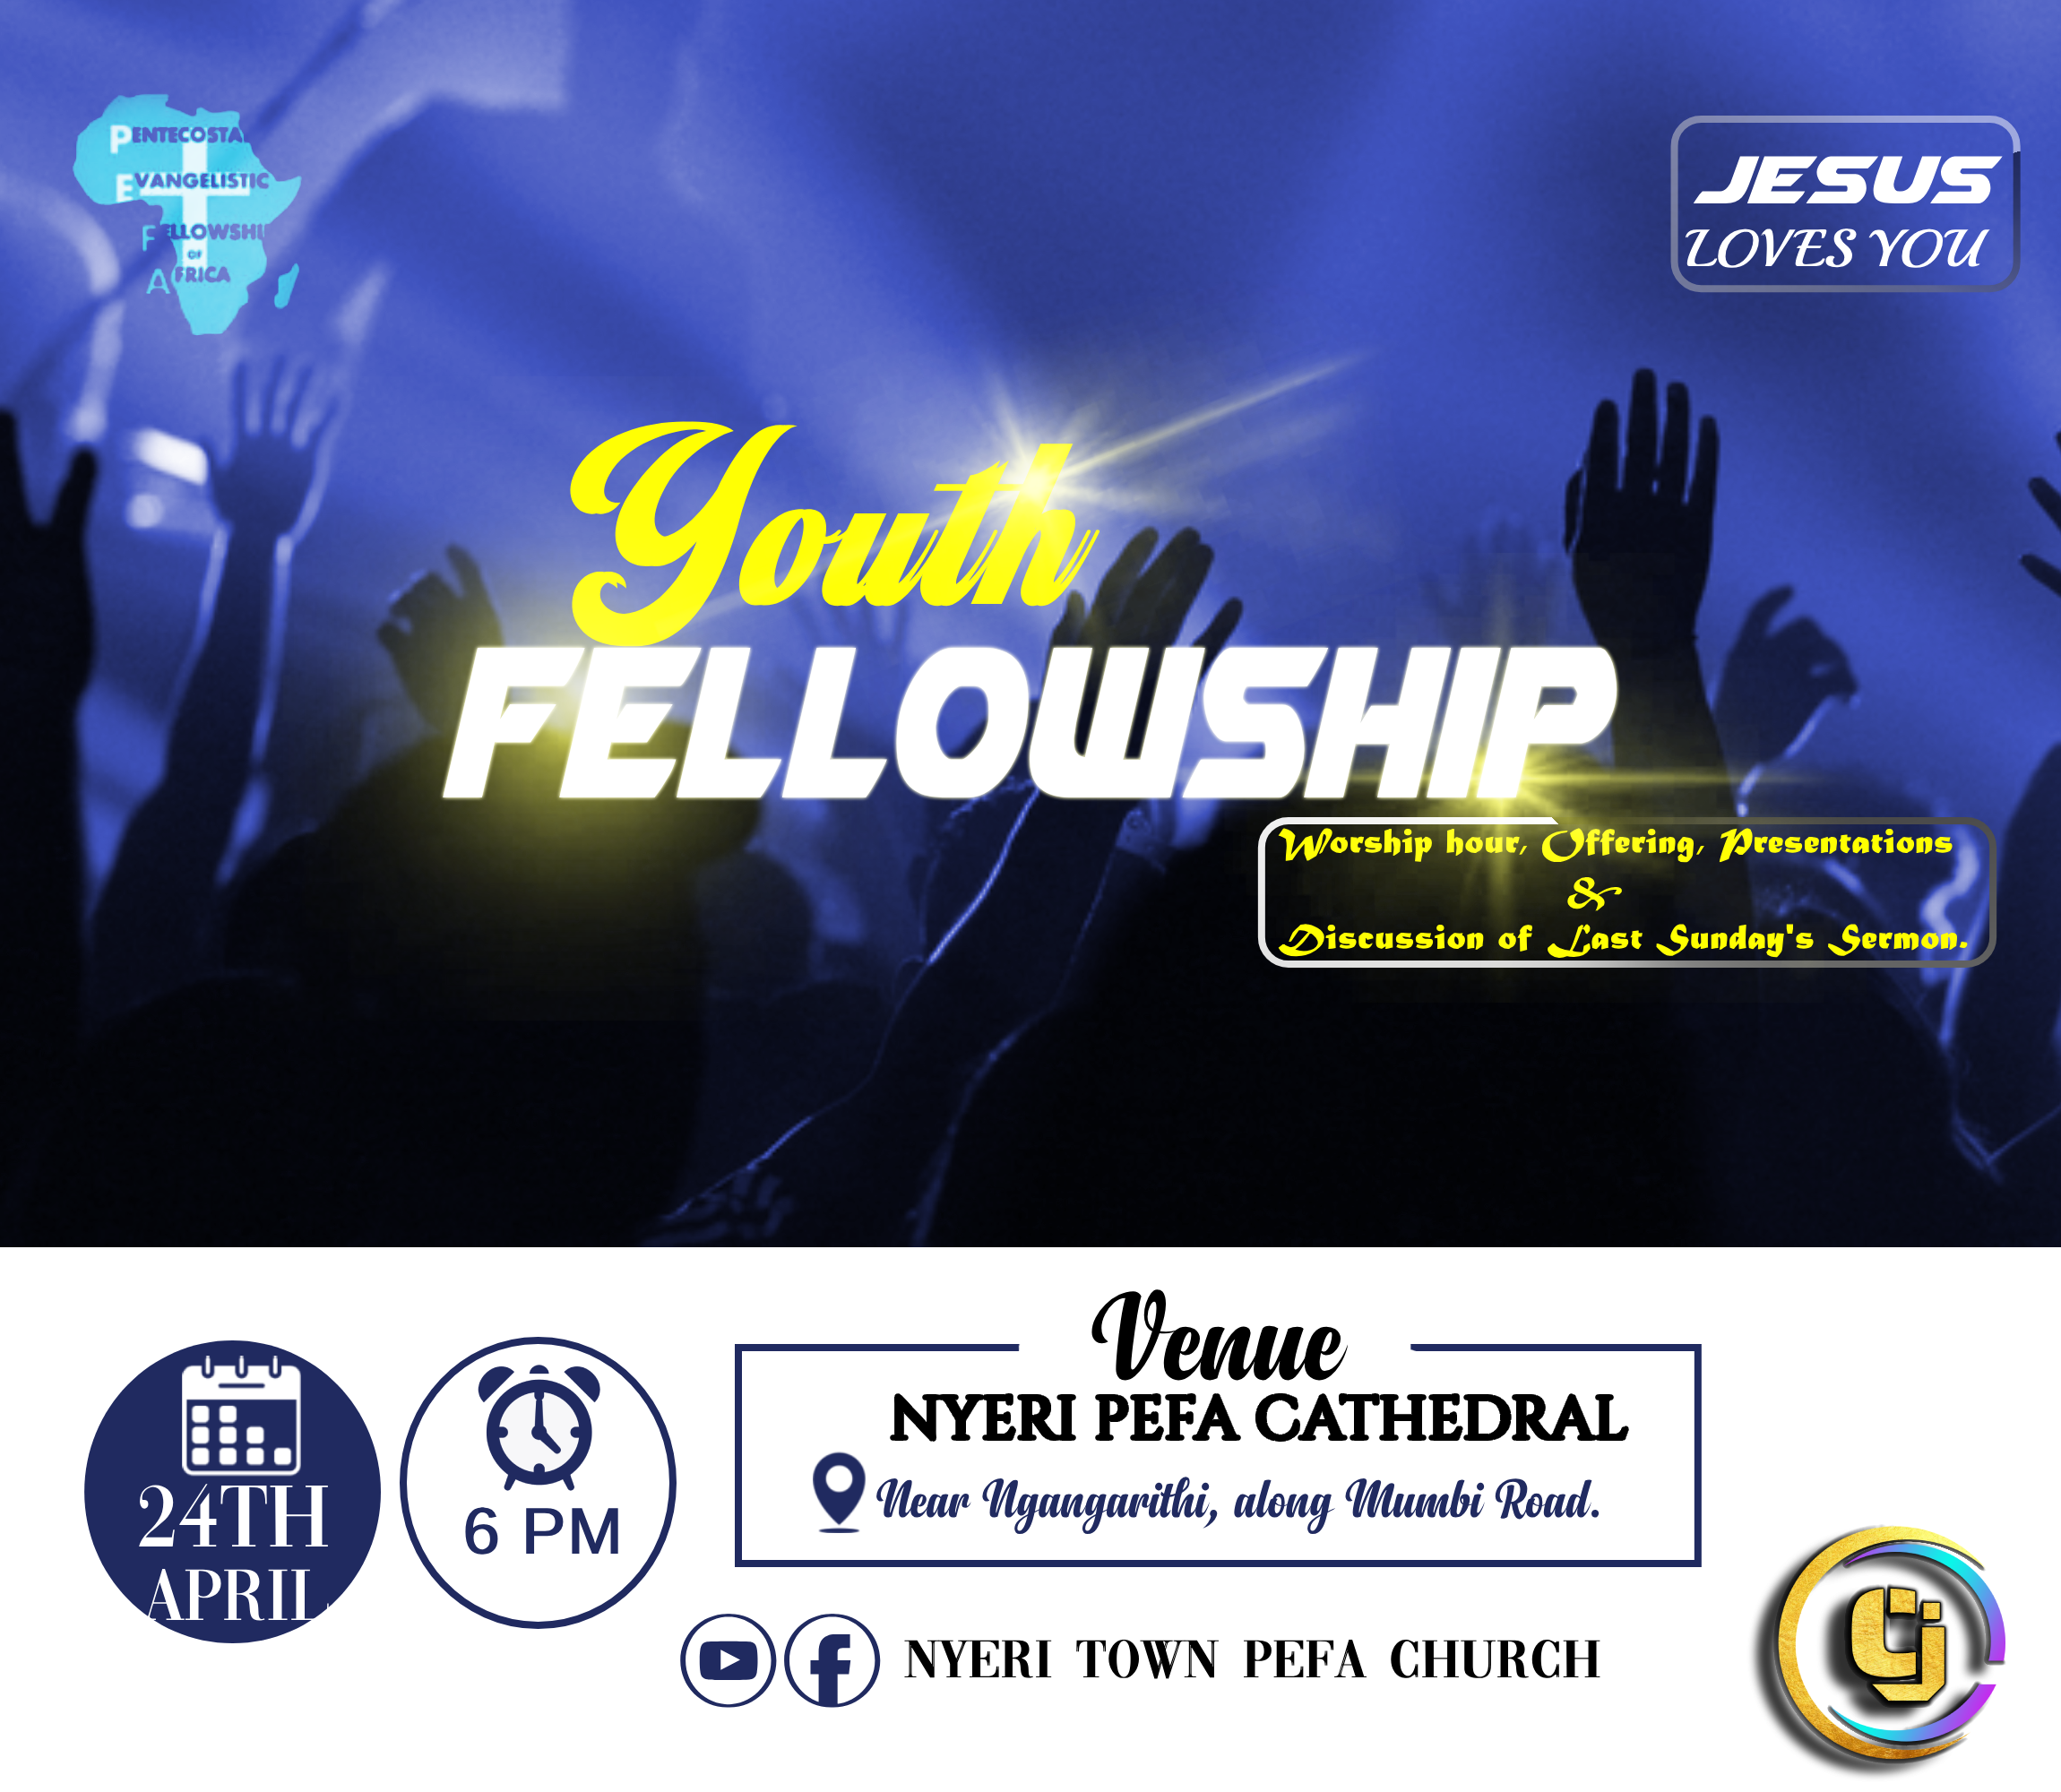 PENTECOSTAL
EVANGELISTIC
FELLOWSHIP
OF
AFRICA
JESUS
LOVES YOU
Youth
FELLOWSHIP
Worship hour, Offering, Presentations
&
Discussion of Last Sunday's Sermon.
24TH
APRIL
6 PM
Venue
NYERI PEFA CATHEDRAL
Near Ngangarithi, along Mumbi Road.
NYERI TOWN PEFA CHURCH